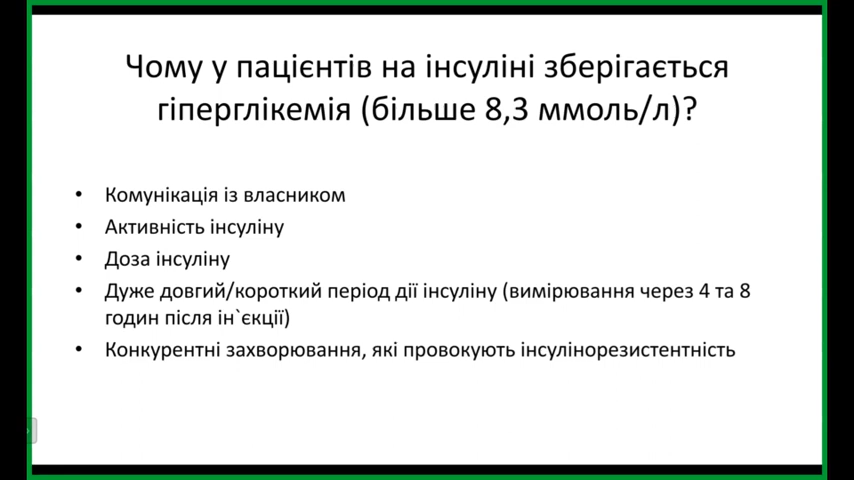 Чому у пацієнтів на інсуліні зберігається
гіперглікемія (більше 8,3 ммоль/л)?
• Комунікація із власником
• Активність інсуліну
• Доза інсуліну
• Дуже довгий/короткий період дії інсуліну (вимірювання через 4 та 8
годин після ін`єкції)
• Конкурентні захворювання, які провокують інсулінорезистентність